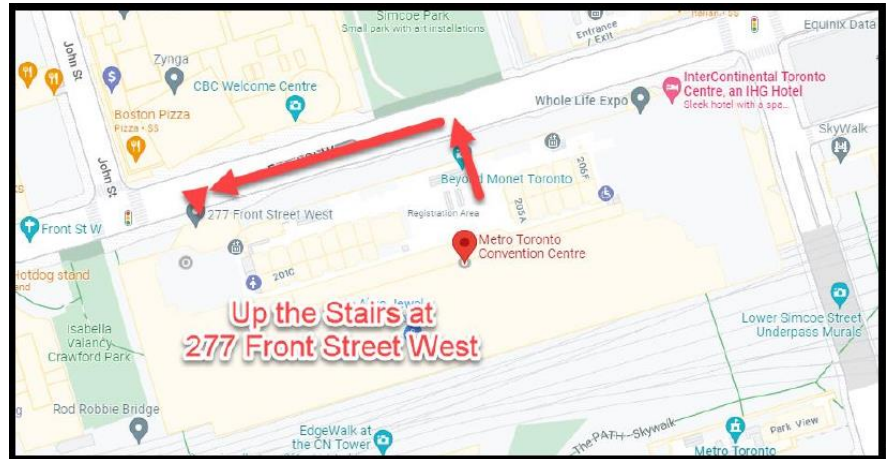 Simcoe Park
Small park with art installations
Entrance
/ Exit
Equinix Data
John St
Zynga
CBC Welcome Centre
InterContinental Toronto
Centre, an IHG Hotel
Sleek hotel with a spa...
Whole Life Expo
Boston Pizza
Pizza · $$
SkyWalk
John St
Beyond Monet Toronto
206F
205A
277 Front Street West
Registration Area
Front St W
Metro Toronto
Convention Centre
Hotdog stand
201C
Up the Stairs at
277 Front Street West
Isabella
Valancy
Crawford Park
Lower Simcoe Street
Underpass Murals
Rod Robbie Bridge
EdgeWalk at
the CN Tower
The PATH - Skywalk
Park View
Metro Toronto